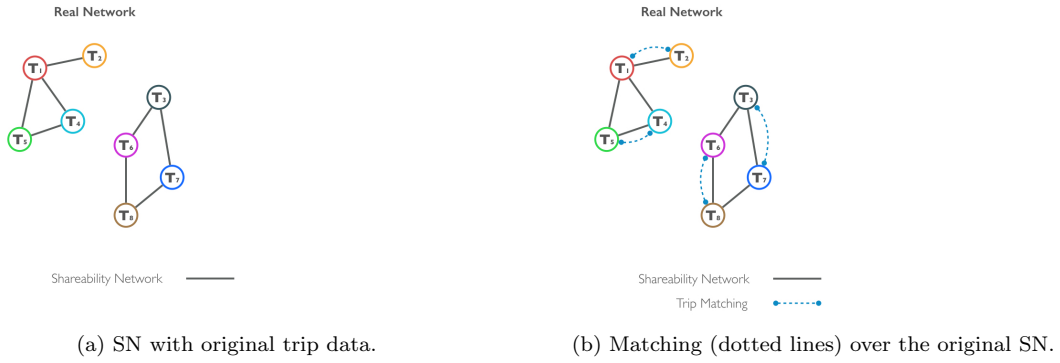 Real Network
T2
T1
T3
T4
T5
T6
T7
T8
Shareability Network
(a) SN with original trip data.
Real Network
T2
T1
T3
T4
T5
T6
T7
T8
Shareability Network
Trip Matching
(b) Matching (dotted lines) over the original SN.